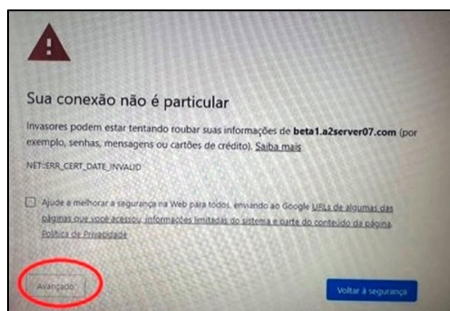 Sua conexão não é particular
Invasores podem estar tentando roubar suas informações de beta1.a2server07.com (por
exemplo, senhas, mensagens ou cartões de crédito). Saiba mais
NET::ERR_CERT_DATE_INVALID
Ajude a melhorar a segurança na Web para todos, enviando ao Google URLs de algumas das
páginas que você acessou, informações limitadas do sistema e parte do conteúdo da página.
Política de Privacidade
Avançado
Voltar à segurança